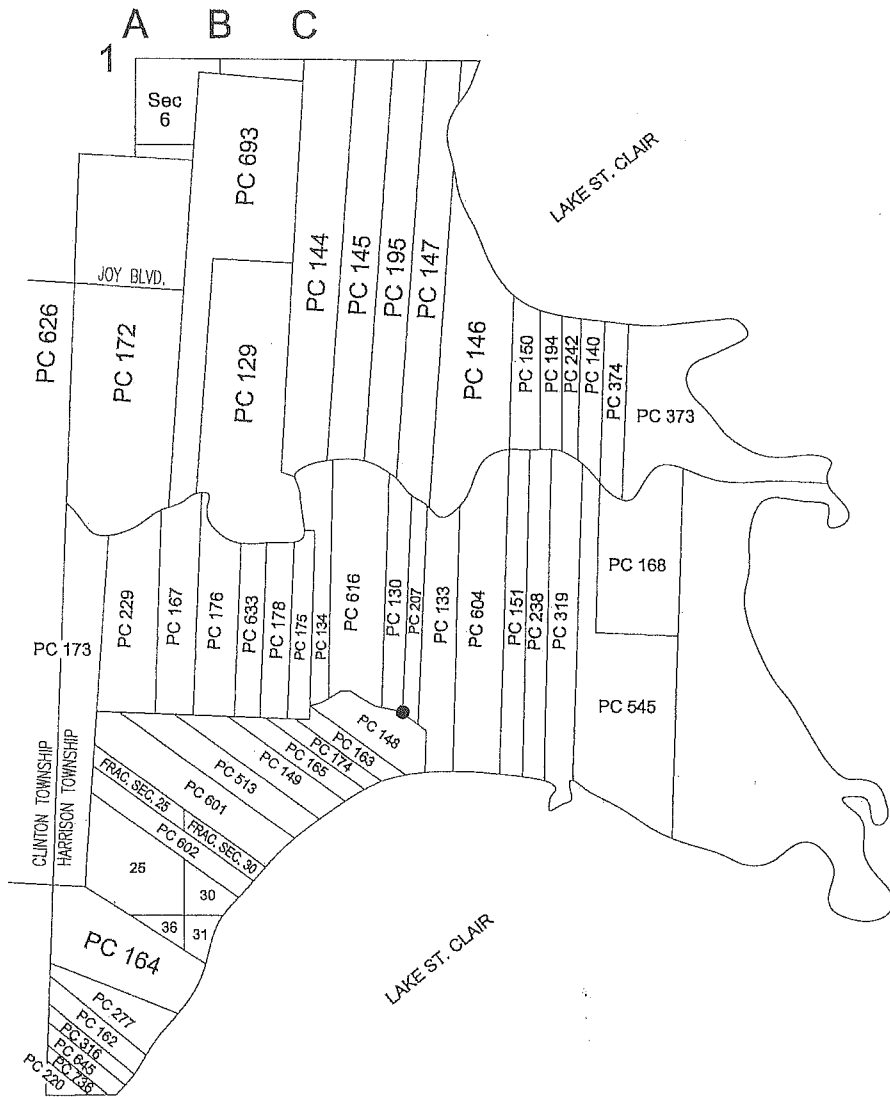 A B C
1
Sec
6
PC 693
LAKE ST. CLAIR
PC 144
PC 145
PC 195
PC 147
JOY BLVD.
PC 626
PC 172
PC 129
PC 146
PC 150
PC 194
PC 242
PC 140
PC 374
PC 373
PC 168
PC 173
PC 229
PC 167
PC 176
PC 633
PC 178
PC 175
PC 134
PC 616
PC 130
PC 207
PC 133
PC 604
PC 151
PC 238
PC 319
PC 545
PC 148
PC 163
PC 174
PC 165
PC 149
PC 513
PC 601
FRAC. SEC. 25
FRAC. SEC. 30
PC 602
CLINTON TOWNSHIP
HARRISON TOWNSHIP
25
30
36
31
PC 164
LAKE ST. CLAIR
PC 277
PC 162
PC 316
PC 645
PC 736
PC 220